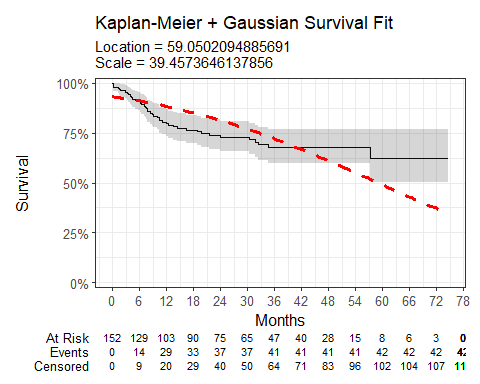 Kaplan-Meier + Gaussian Survival Fit
Location = 59.0502094885691
Scale = 39.4573646137856
100%
75%
50%
25%
0%
Survival
0 6 12 18 24 30 36 42 48 54 60 66 72 78
Months
At Risk 152 129 103 90 75 65 47 40 28 15 8 6 3 0
Events 0 14 29 33 37 37 41 41 41 41 42 42 42 42
Censored 0 9 20 29 40 50 64 71 83 96 102 104 107 11